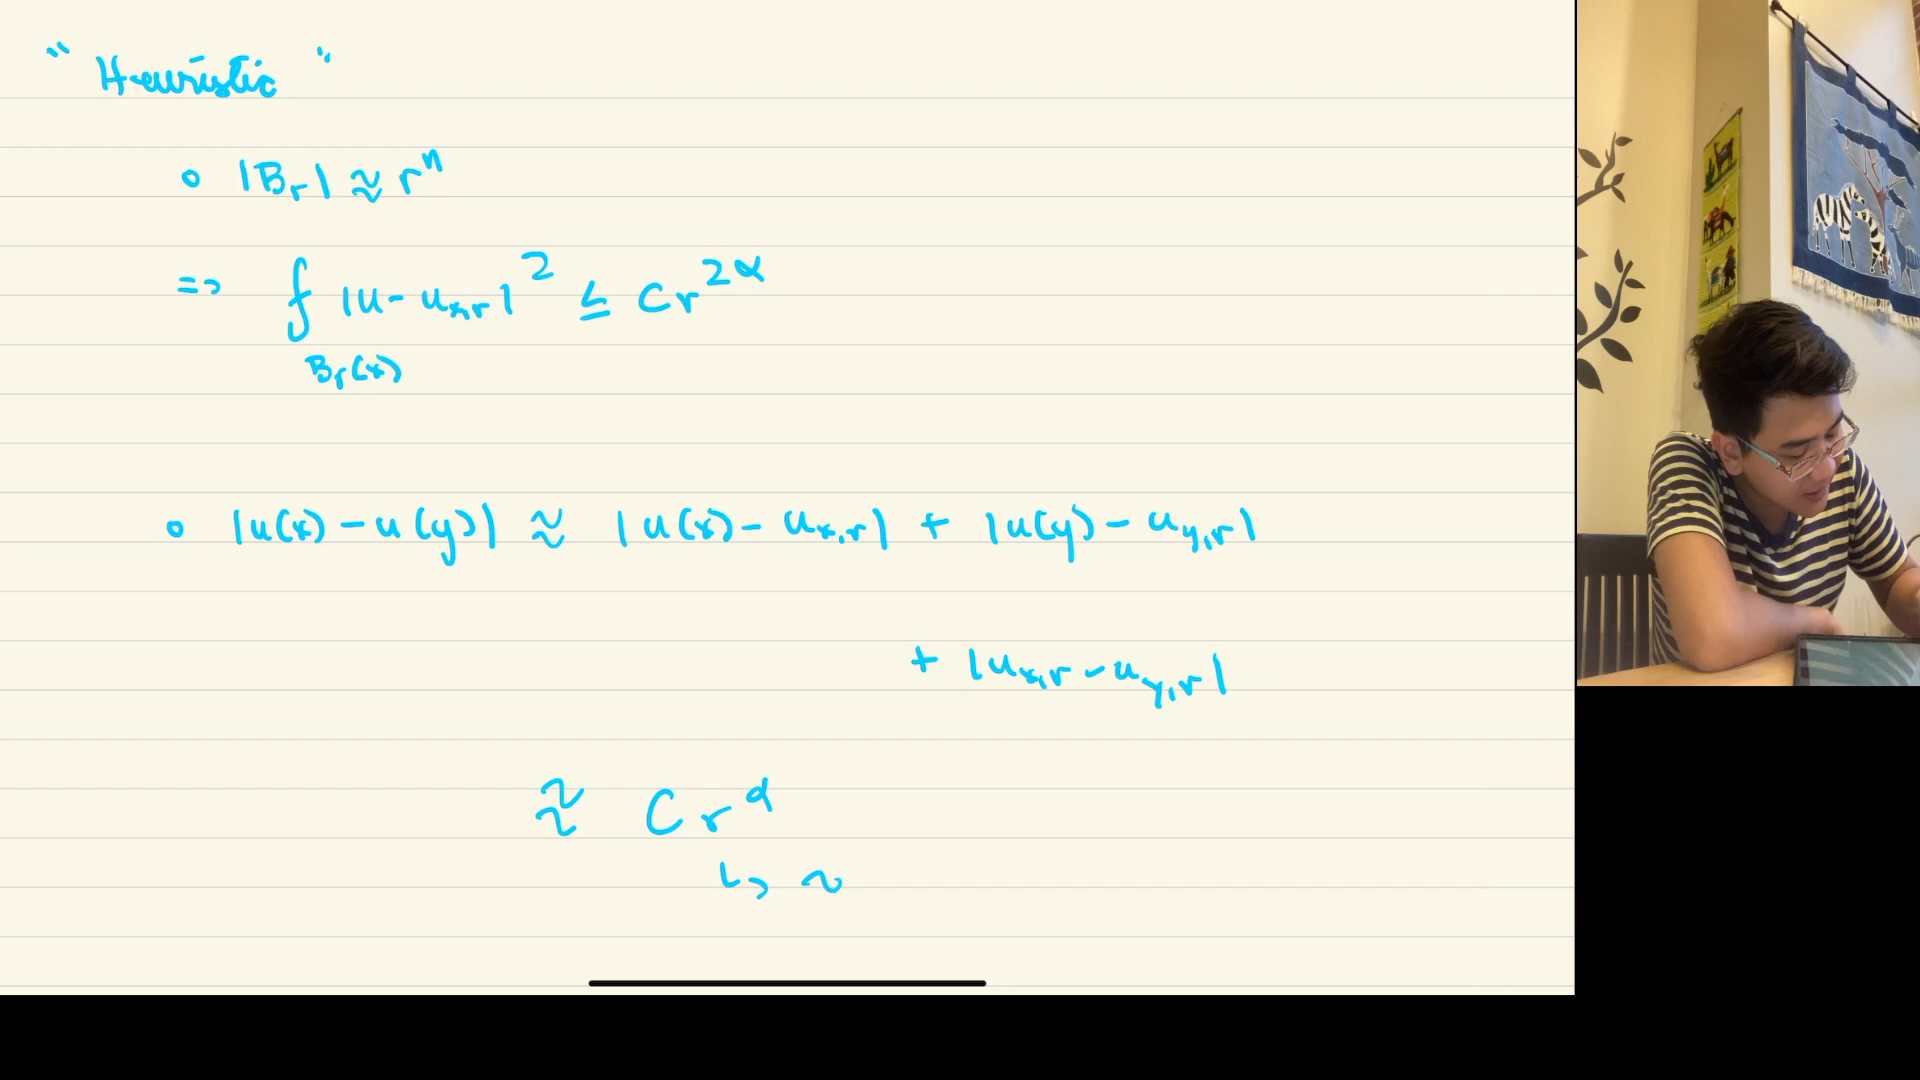 " Heuristic "
∘ |B_r| ≈ r^n
=> ⨍ |u - u_{x,r}|^2 ≤ C r^{2α}
B_r(x)
∘ |u(x) - u(y)| ≈ |u(x) - u_{x,r}| + |u(y) - u_{y,r}|
+ |u_{x,r} - u_{y,r}|
≈ C r^α
↳ ~